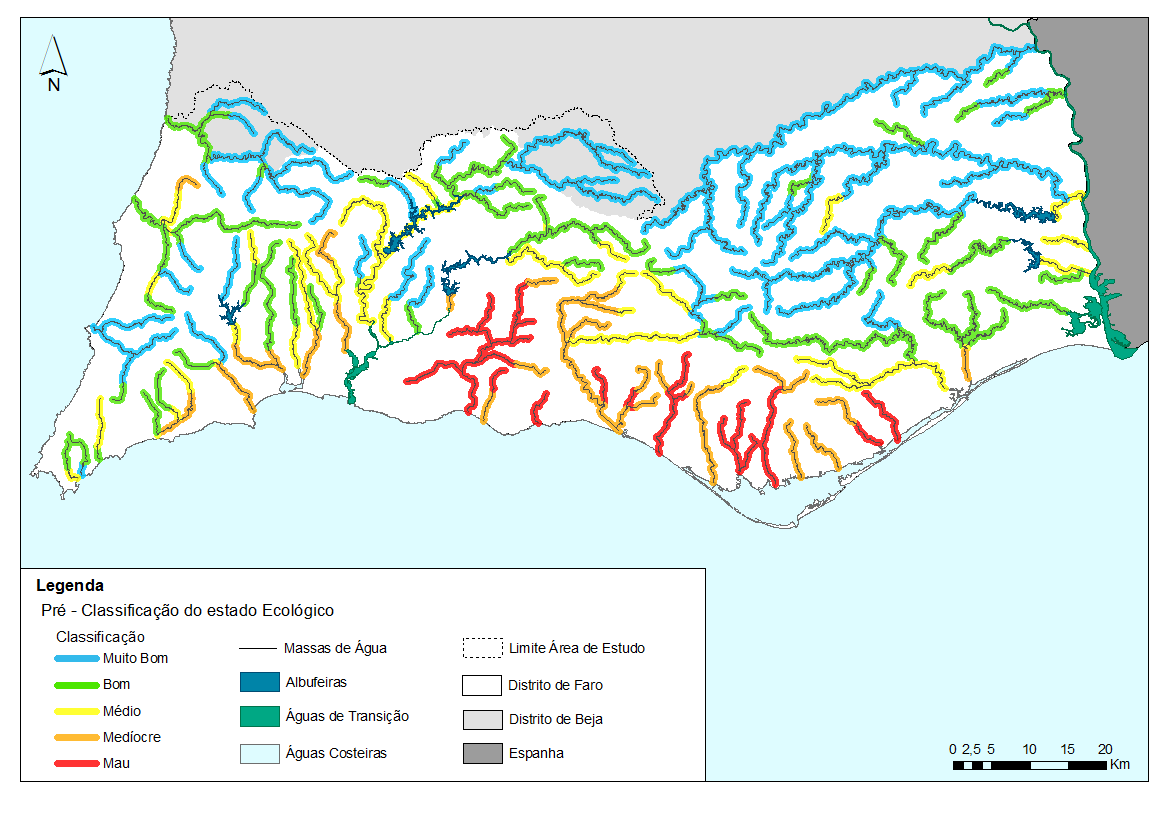 N
Legenda
Pré - Classificação do estado Ecológico
Classificação
Muito Bom
Bom
Médio
Medíocre
Mau
Massas de Água
Albufeiras
Águas de Transição
Águas Costeiras
Limite Área de Estudo
Distrito de Faro
Distrito de Beja
Espanha
0 2,5 5 10 15 20
Km